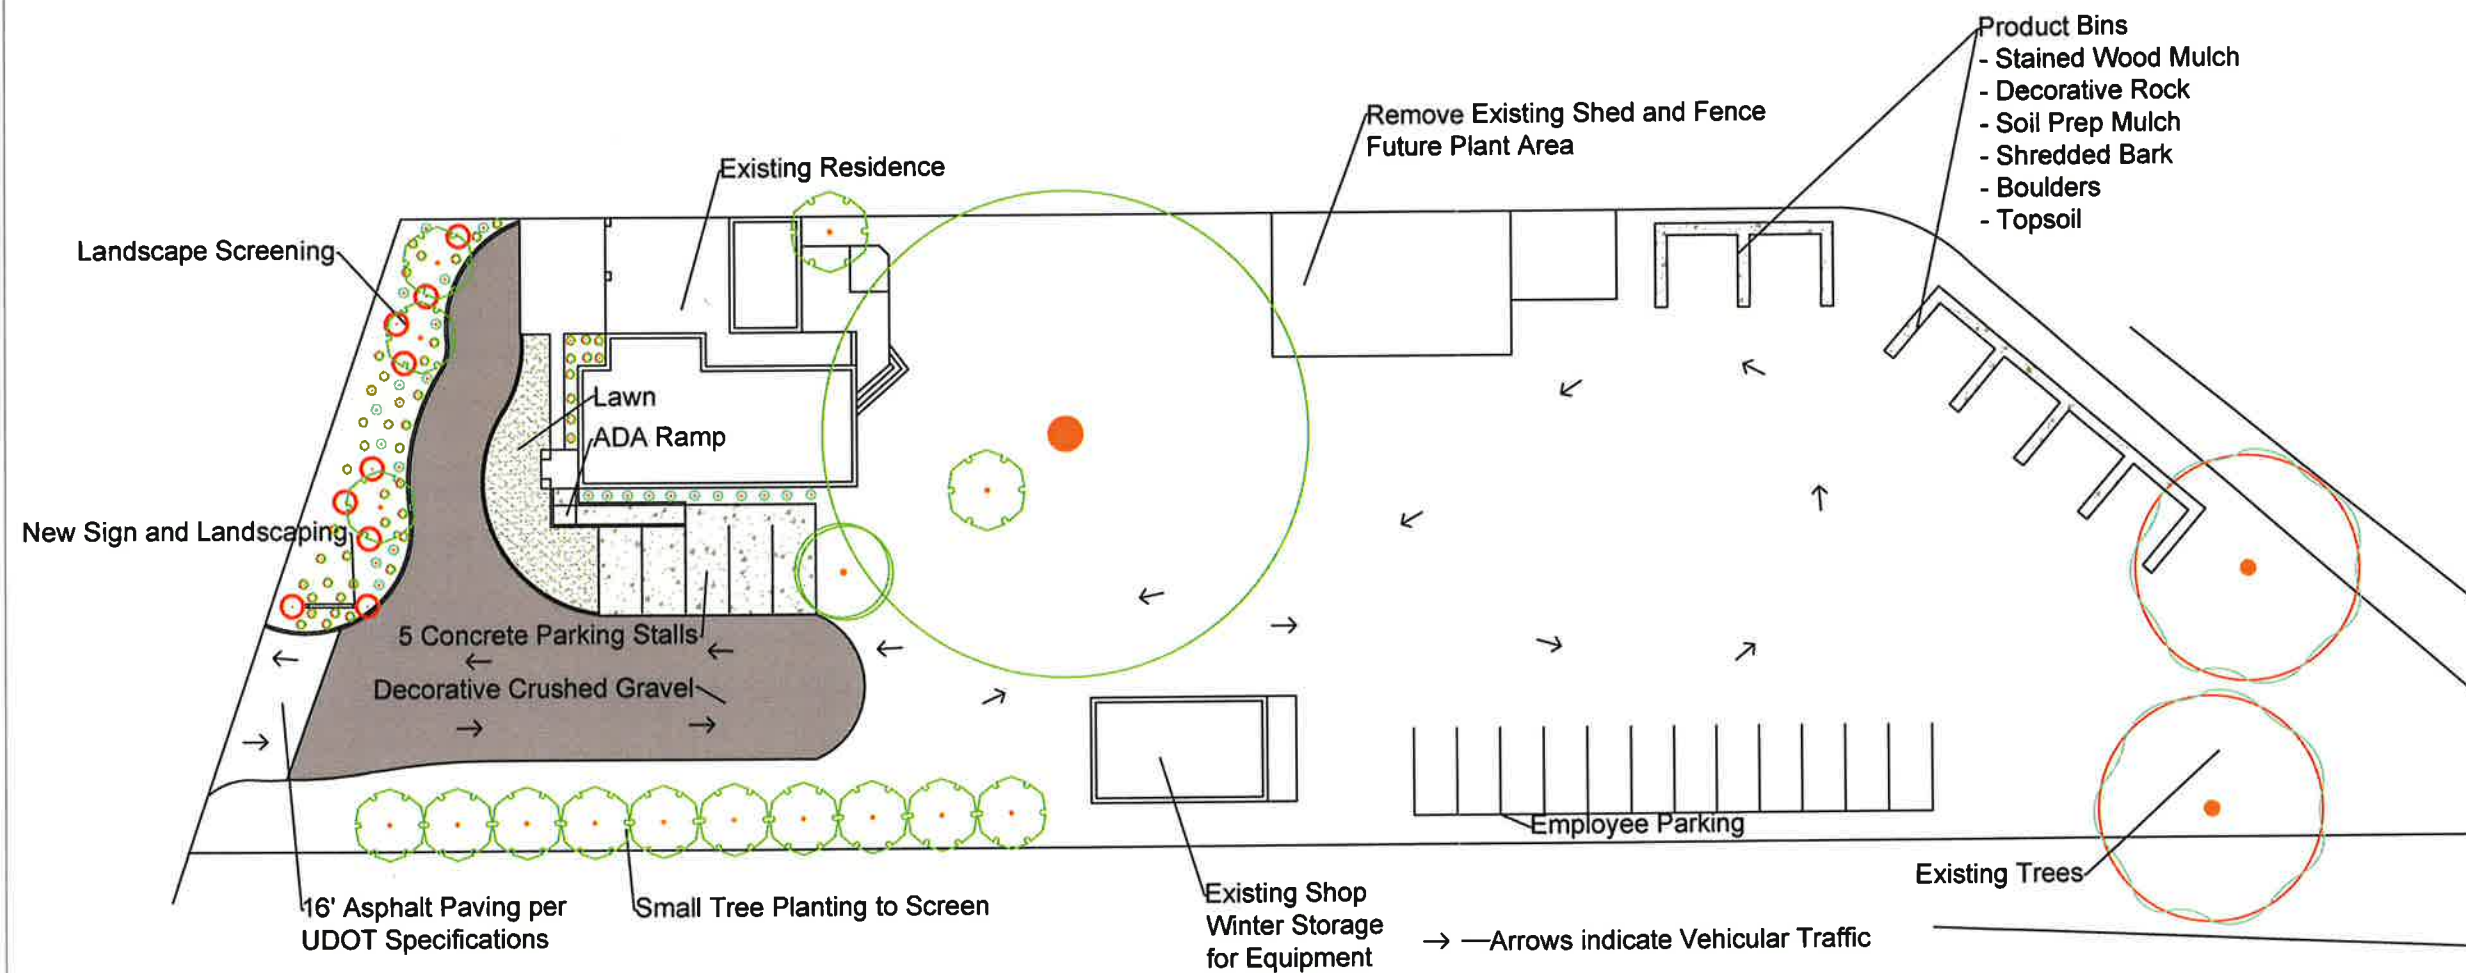 Product Bins
- Stained Wood Mulch
- Decorative Rock
- Soil Prep Mulch
- Shredded Bark
- Boulders
- Topsoil
Remove Existing Shed and Fence
Future Plant Area
Existing Residence
Landscape Screening
Lawn
ADA Ramp
New Sign and Landscaping
5 Concrete Parking Stalls
Decorative Crushed Gravel
Employee Parking
Existing Trees
16' Asphalt Paving per
UDOT Specifications
Small Tree Planting to Screen
Existing Shop
Winter Storage
for Equipment
Arrows indicate Vehicular Traffic